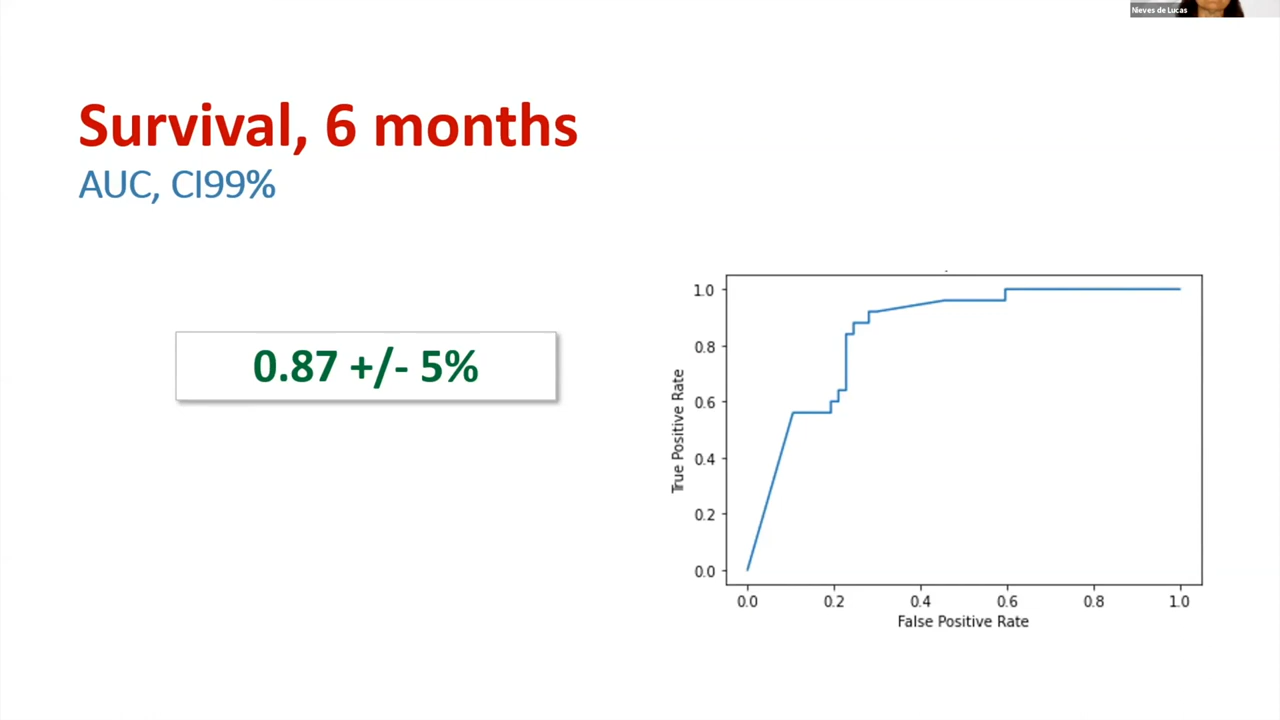 Nieves de Lucas
Survival, 6 months
AUC, CI99%
0.87 +/- 5%
1.0
0.8
0.6
0.4
0.2
0.0
True Positive Rate
0.0 0.2 0.4 0.6 0.8 1.0
False Positive Rate